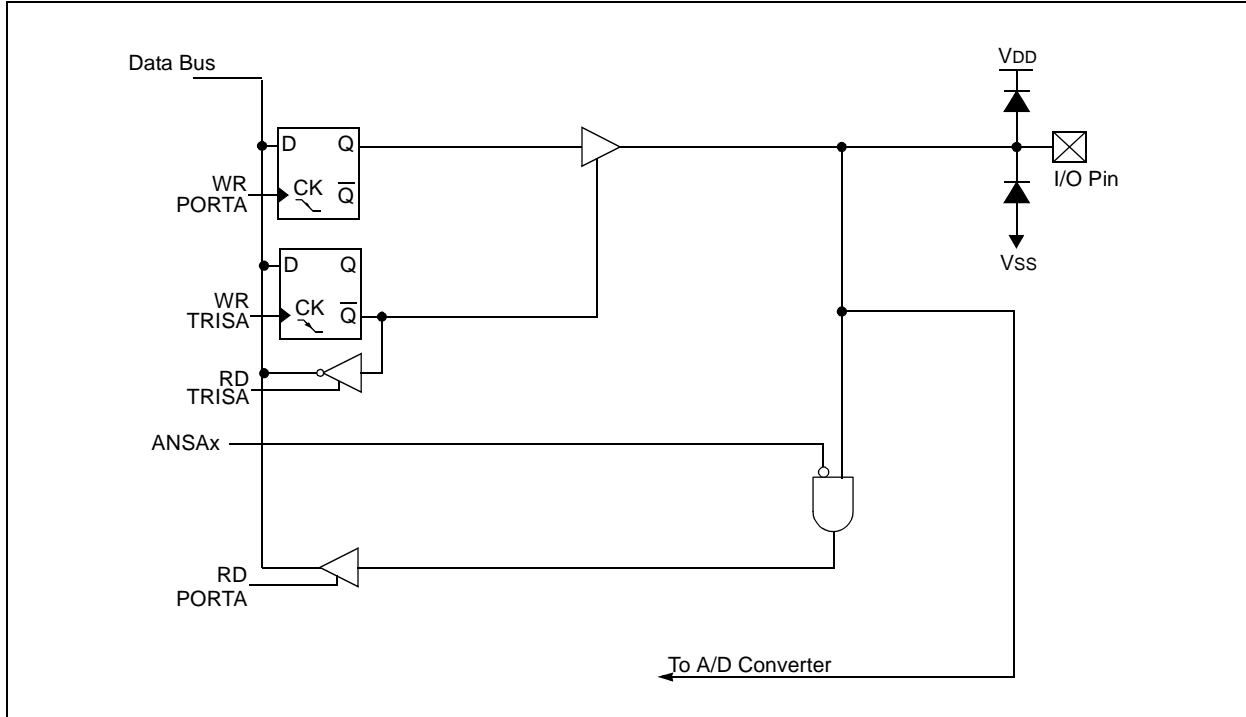 Data Bus
VDD
D Q
I/O Pin
WR
PORTA
CK Q̅
VSS
D Q
WR
TRISA
CK Q̅
RD
TRISA
ANSAx
RD
PORTA
To A/D Converter